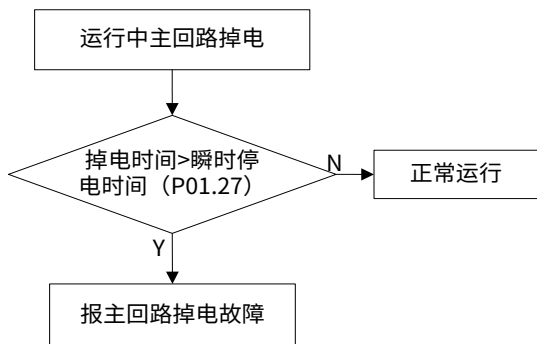 运行中主回路掉电
掉电时间>瞬时停
电时间（P01.27）
N
正常运行
Y
报主回路掉电故障